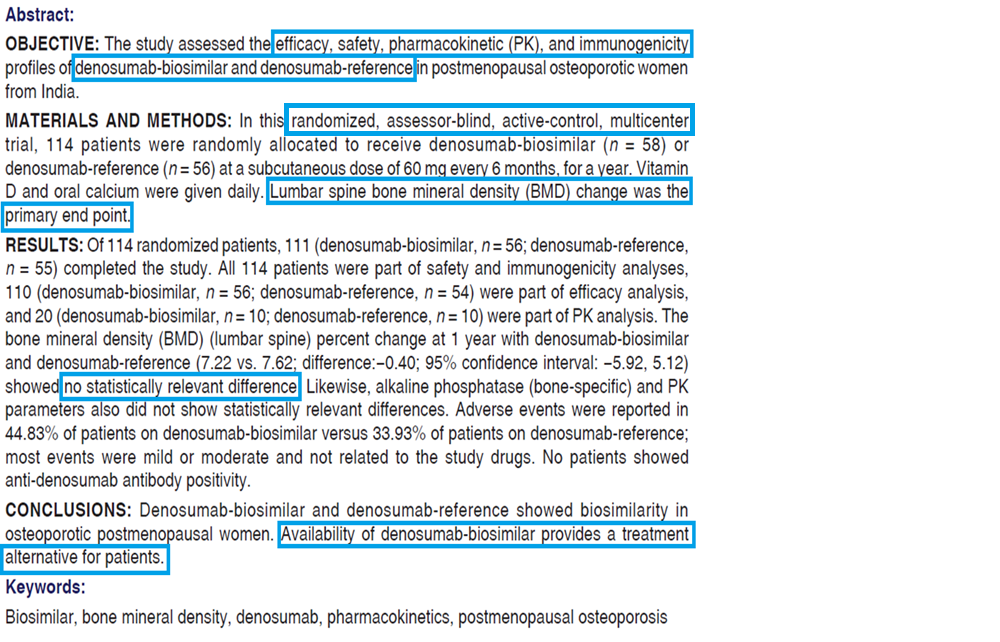 Abstract:
OBJECTIVE: The study assessed the efficacy, safety, pharmacokinetic (PK), and immunogenicity
profiles of denosumab-biosimilar and denosumab-reference in postmenopausal osteoporotic women
from India.
MATERIALS AND METHODS: In this randomized, assessor-blind, active-control, multicenter
trial, 114 patients were randomly allocated to receive denosumab-biosimilar (n = 58) or
denosumab-reference (n = 56) at a subcutaneous dose of 60 mg every 6 months, for a year. Vitamin
D and oral calcium were given daily. Lumbar spine bone mineral density (BMD) change was the
primary end point.
RESULTS: Of 114 randomized patients, 111 (denosumab-biosimilar, n = 56; denosumab-reference,
n = 55) completed the study. All 114 patients were part of safety and immunogenicity analyses,
110 (denosumab-biosimilar, n = 56; denosumab-reference, n = 54) were part of efficacy analysis,
and 20 (denosumab-biosimilar, n = 10; denosumab-reference, n = 10) were part of PK analysis. The
bone mineral density (BMD) (lumbar spine) percent change at 1 year with denosumab-biosimilar
and denosumab-reference (7.22 vs. 7.62; difference:−0.40; 95% confidence interval: −5.92, 5.12)
showed no statistically relevant difference. Likewise, alkaline phosphatase (bone-specific) and PK
parameters also did not show statistically relevant differences. Adverse events were reported in
44.83% of patients on denosumab-biosimilar versus 33.93% of patients on denosumab-reference;
most events were mild or moderate and not related to the study drugs. No patients showed
anti-denosumab antibody positivity.
CONCLUSIONS: Denosumab-biosimilar and denosumab-reference showed biosimilarity in
osteoporotic postmenopausal women. Availability of denosumab-biosimilar provides a treatment
alternative for patients.
Keywords:
Biosimilar, bone mineral density, denosumab, pharmacokinetics, postmenopausal osteoporosis